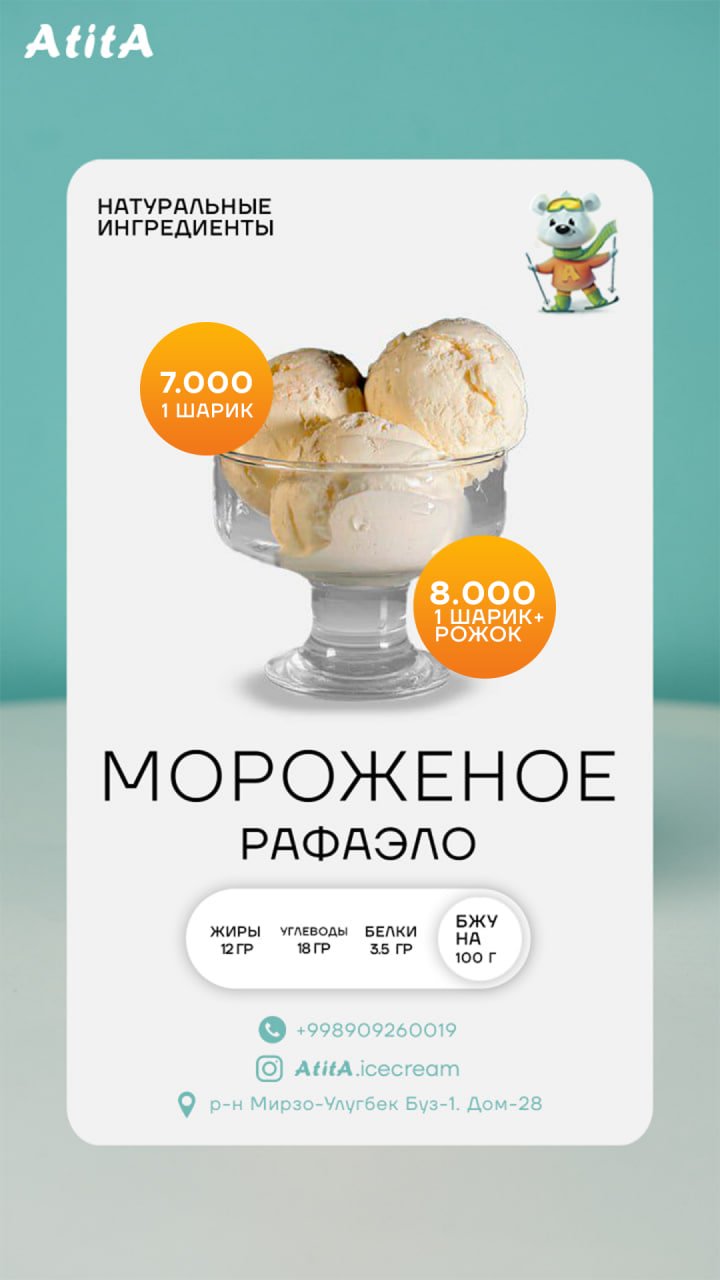 AtitA
НАТУРАЛЬНЫЕ
ИНГРЕДИЕНТЫ
A
7.000
1 ШАРИК
8.000
1 ШАРИК+
РОЖОК
МОРОЖЕНОЕ
РАФАЭЛО
ЖИРЫ
12 ГР
УГЛЕВОДЫ
18 ГР
БЕЛКИ
3.5 ГР
БЖУ
НА
100 Г
+998909260019
AtitA.icecream
р-н Мирзо-Улугбек Буз-1. Дом-28